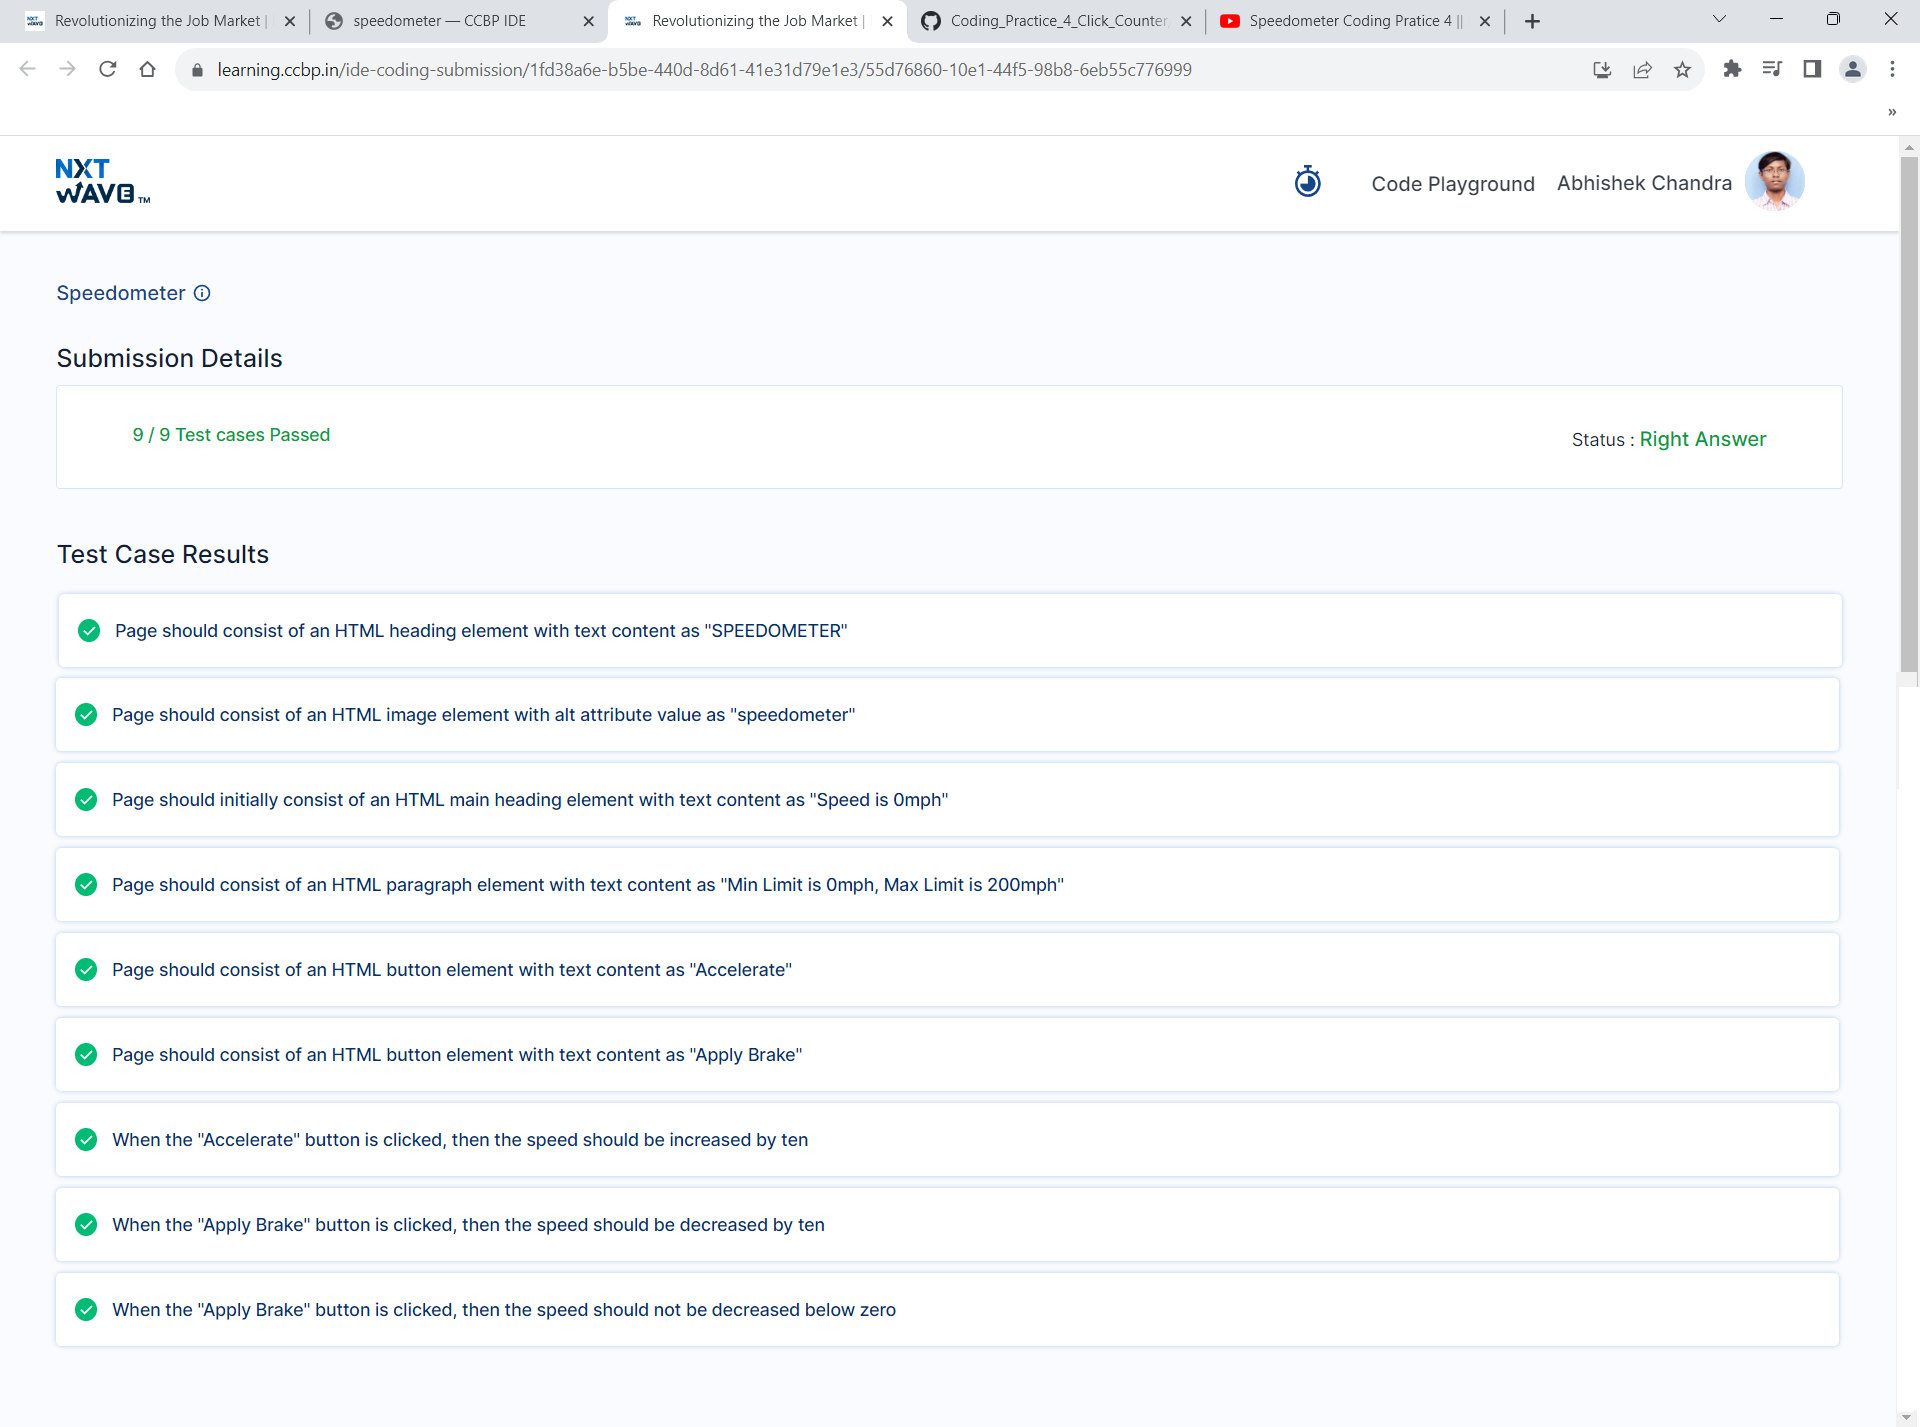 Revolutionizing the Job Market |
speedometer — CCBP IDE
Revolutionizing the Job Market |
Coding_Practice_4_Click_Counter
Speedometer Coding Pratice 4 ||
learning.ccbp.in/ide-coding-submission/1fd38a6e-b5be-440d-8d61-41e31d79e1e3/55d76860-10e1-44f5-98b8-6eb55c776999
»
NXT
WAVE TM
Code Playground
Abhishek Chandra
Speedometer
Submission Details
9 / 9 Test cases Passed
Status : Right Answer
Test Case Results
Page should consist of an HTML heading element with text content as "SPEEDOMETER"
Page should consist of an HTML image element with alt attribute value as "speedometer"
Page should initially consist of an HTML main heading element with text content as "Speed is 0mph"
Page should consist of an HTML paragraph element with text content as "Min Limit is 0mph, Max Limit is 200mph"
Page should consist of an HTML button element with text content as "Accelerate"
Page should consist of an HTML button element with text content as "Apply Brake"
When the "Accelerate" button is clicked, then the speed should be increased by ten
When the "Apply Brake" button is clicked, then the speed should be decreased by ten
When the "Apply Brake" button is clicked, then the speed should not be decreased below zero